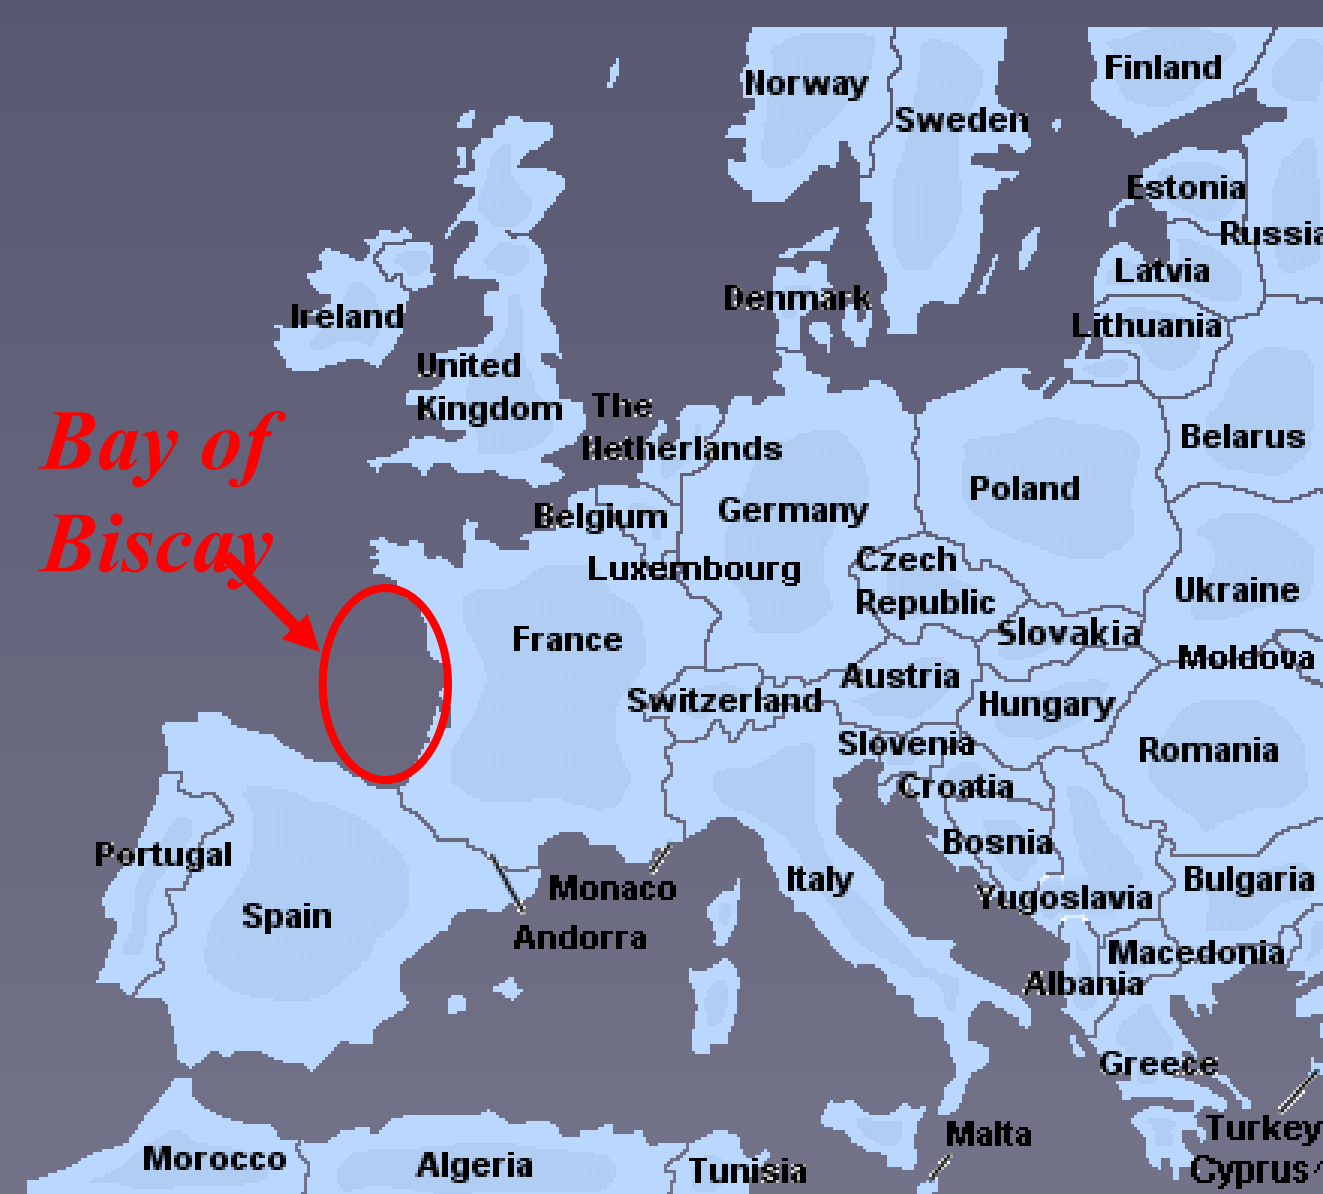 Norway
Finland
Sweden
Estonia
Russia
Latvia
Denmark
Ireland
Lithuania
United
Kingdom
The
Netherlands
Bay of
Biscay
Belarus
Poland
Germany
Belgium
Czech
Republic
Luxembourg
Ukraine
France
Slovakia
Moldova
Austria
Switzerland
Hungary
Slovenia
Romania
Croatia
Bosnia
Portugal
Italy
Bulgaria
Monaco
Yugoslavia
Spain
Andorra
Macedonia
Albania
Greece
Malta
Turkey
Cyprus
Morocco
Algeria
Tunisia